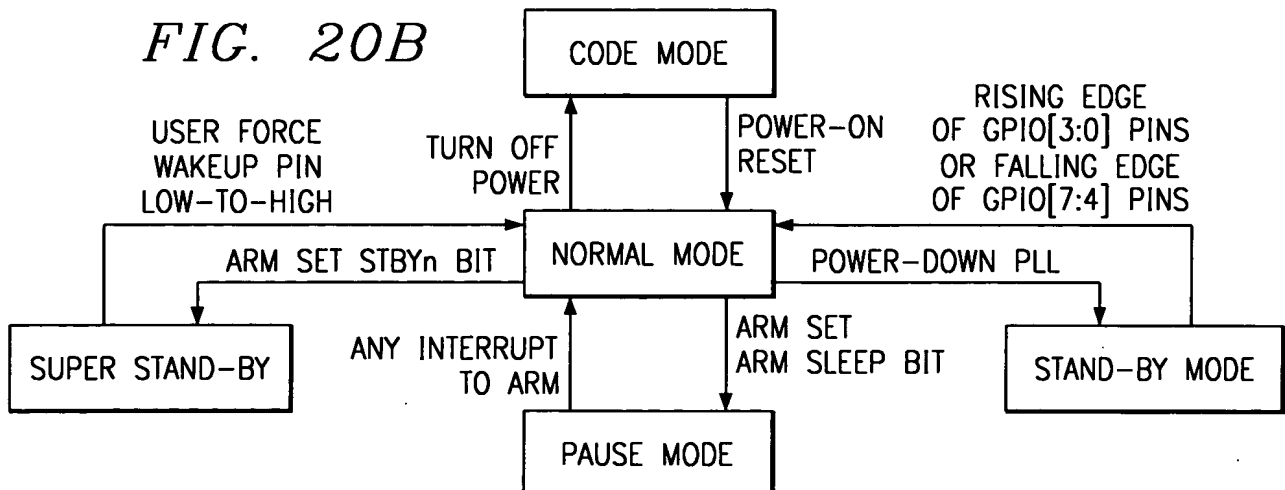 FIG. 20B
CODE MODE
USER FORCE
WAKEUP PIN
LOW-TO-HIGH
TURN OFF
POWER
POWER-ON
RESET
RISING EDGE
OF GPIO[3:0] PINS
OR FALLING EDGE
OF GPIO[7:4] PINS
ARM SET STBYn BIT
NORMAL MODE
POWER-DOWN PLL
SUPER STAND-BY
ANY INTERRUPT
TO ARM
ARM SET
ARM SLEEP BIT
STAND-BY MODE
PAUSE MODE